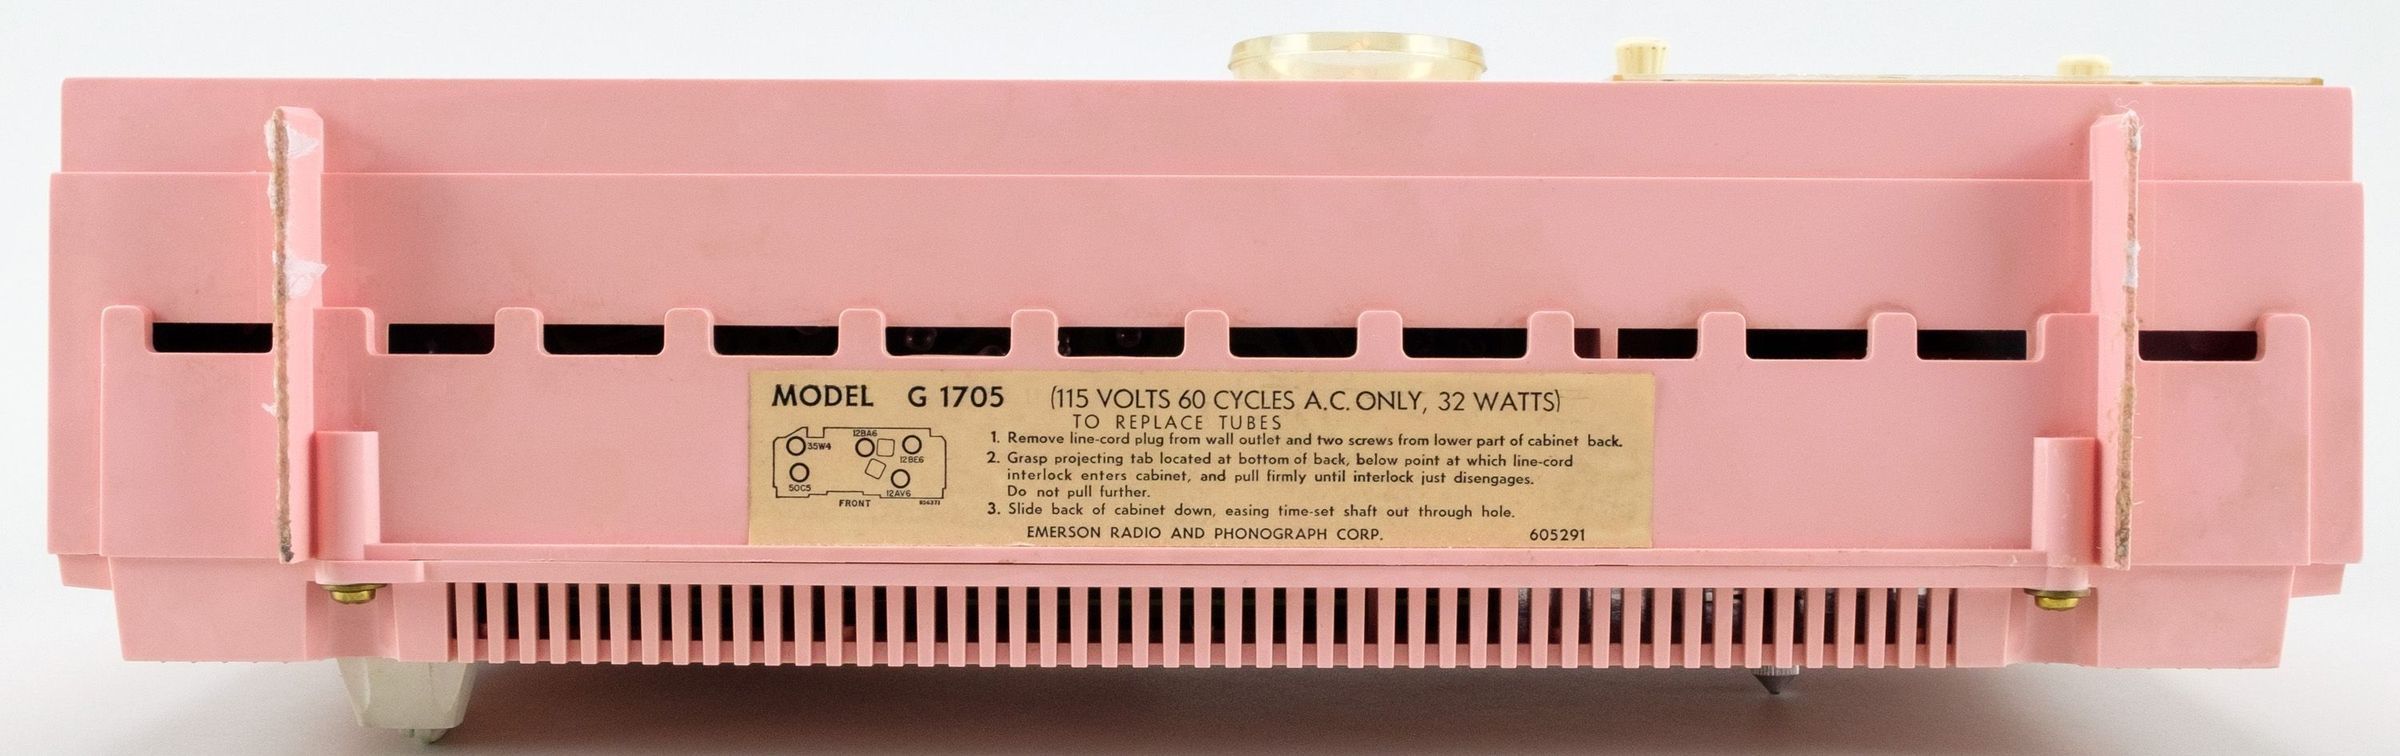 MODEL G 1705 (115 VOLTS 60 CYCLES A.C. ONLY, 32 WATTS)
TO REPLACE TUBES
1. Remove line-cord plug from wall outlet and two screws from lower part of cabinet back.
2. Grasp projecting tab located at bottom of back, below point at which line-cord
interlock enters cabinet, and pull firmly until interlock just disengages.
Do not pull further.
3. Slide back of cabinet down, easing time-set shaft out through hole.
EMERSON RADIO AND PHONOGRAPH CORP. 605291
35W4
12BA6
12BE6
50C5
12AV6
FRONT